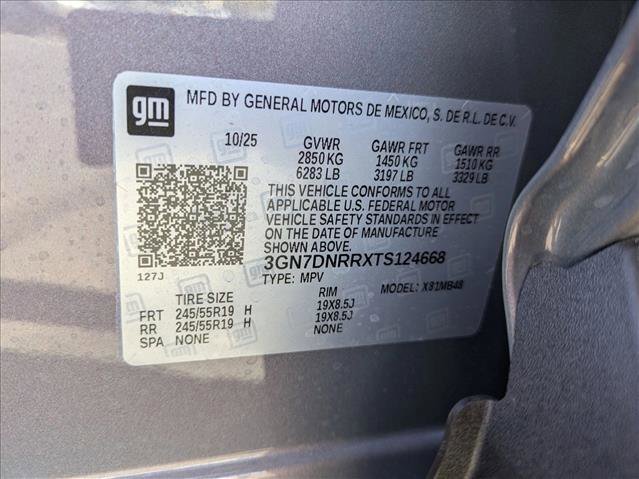 gm MFD BY GENERAL MOTORS DE MEXICO, S. DE R.L. DE C.V.
10/25 GVWR GAWR FRT GAWR RR
2850 KG 1450 KG 1510 KG
6283 LB 3197 LB 3329 LB
THIS VEHICLE CONFORMS TO ALL
APPLICABLE U.S. FEDERAL MOTOR
VEHICLE SAFETY STANDARDS IN EFFECT
ON THE DATE OF MANUFACTURE
SHOWN ABOVE.
3GN7DNRRXTS124668
127J TYPE: MPV MODEL: X81MB48
TIRE SIZE RIM
FRT 245/55R19 H 19X8.5J
RR 245/55R19 H 19X8.5J
SPA NONE NONE